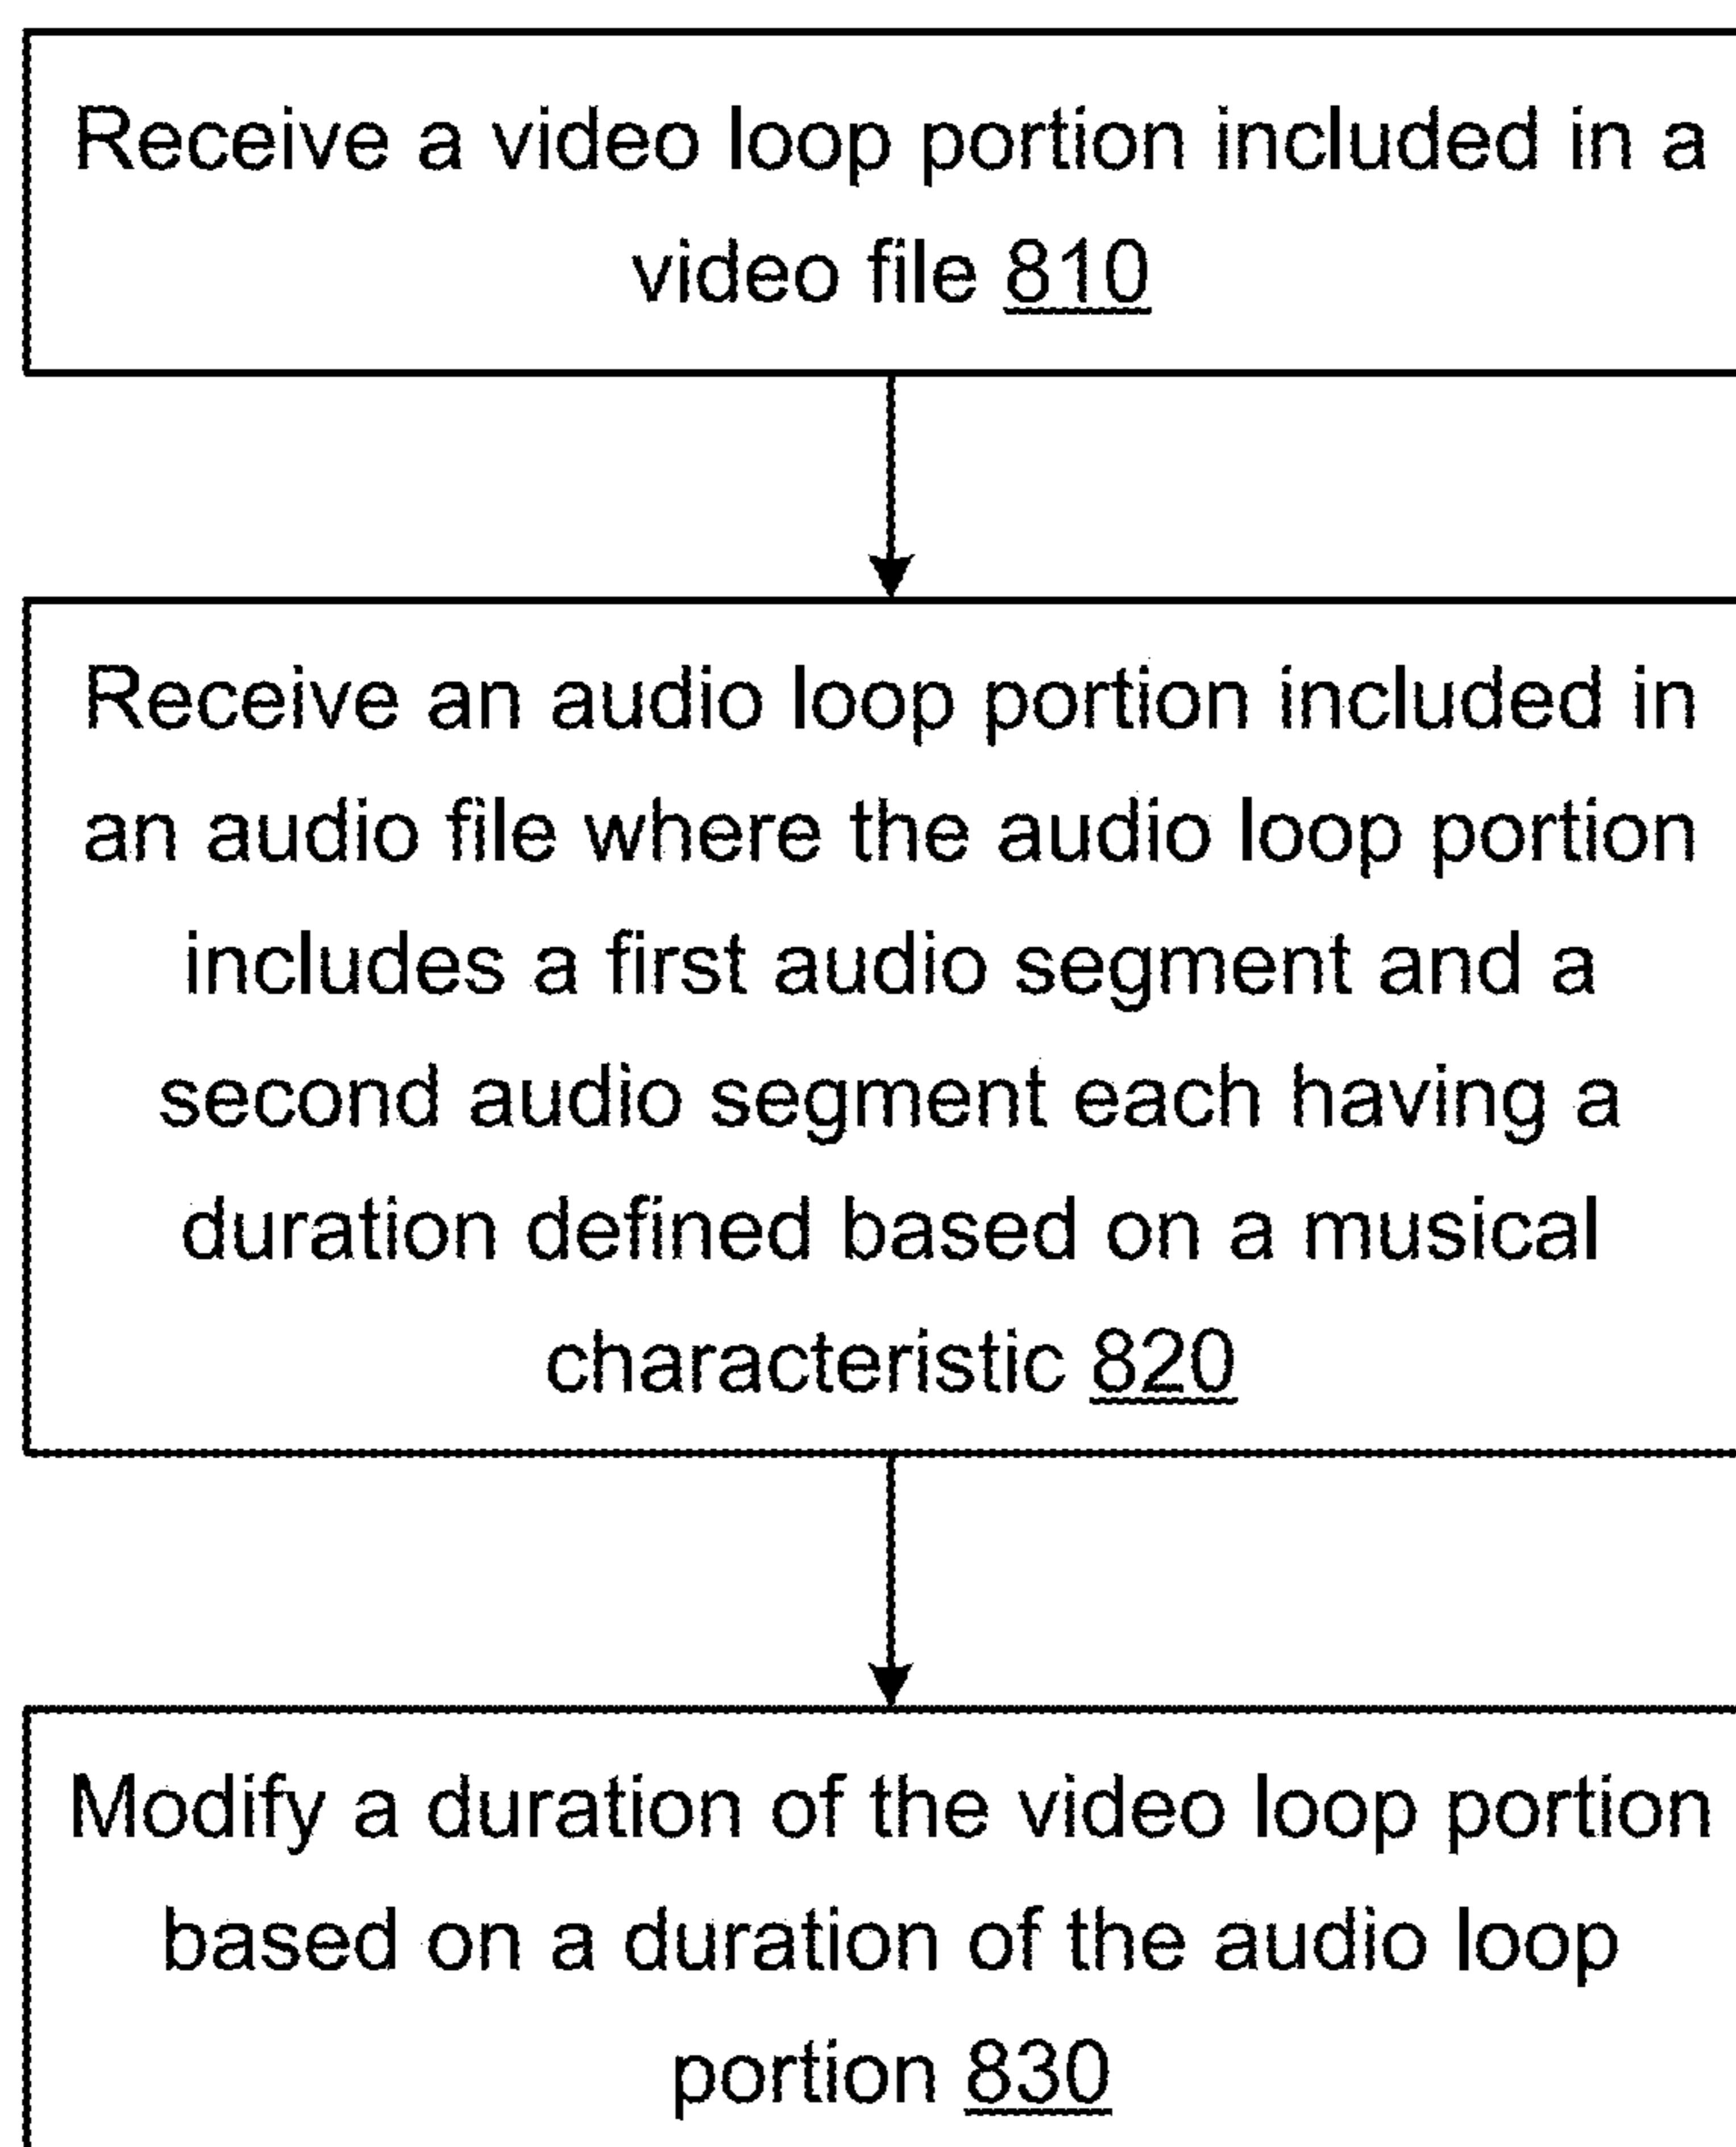 Receive a video loop portion included in a
video file 810
Receive an audio loop portion included in
an audio file where the audio loop portion
includes a first audio segment and a
second audio segment each having a
duration defined based on a musical
characteristic 820
Modify a duration of the video loop portion
based on a duration of the audio loop
portion 830